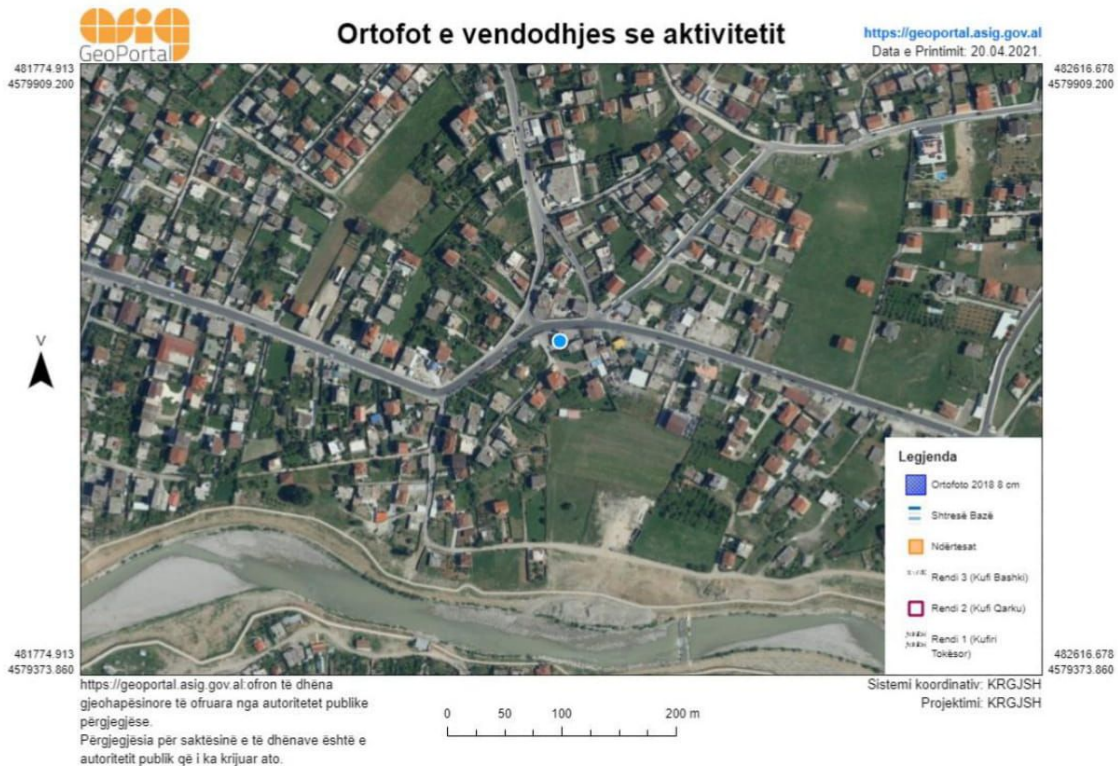 asig
GeoPortal
Ortofot e vendodhjes se aktivitetit
https://geoportal.asig.gov.al
Data e Printimit: 20.04.2021.
481774.913
4579909.200
482616.678
4579909.200
V
Legjenda
Ortofoto 2018 8 cm
Shtresë Bazë
Ndërtesat
Rendi 3 (Kufi Bashki)
Rendi 2 (Kufi Qarku)
Rendi 1 (Kufiri
Tokësor)
481774.913
4579373.860
482616.678
4579373.860
https://geoportal.asig.gov.al ofron të dhëna
gjeohapësinore të ofruara nga autoritetet publike
përgjegjëse.
Përgjegjësia për saktësinë e të dhënave është e
autoritetit publik që i ka krijuar ato.
0 50 100 200 m
Sistemi koordinativ: KRGJSH
Projektimi: KRGJSH